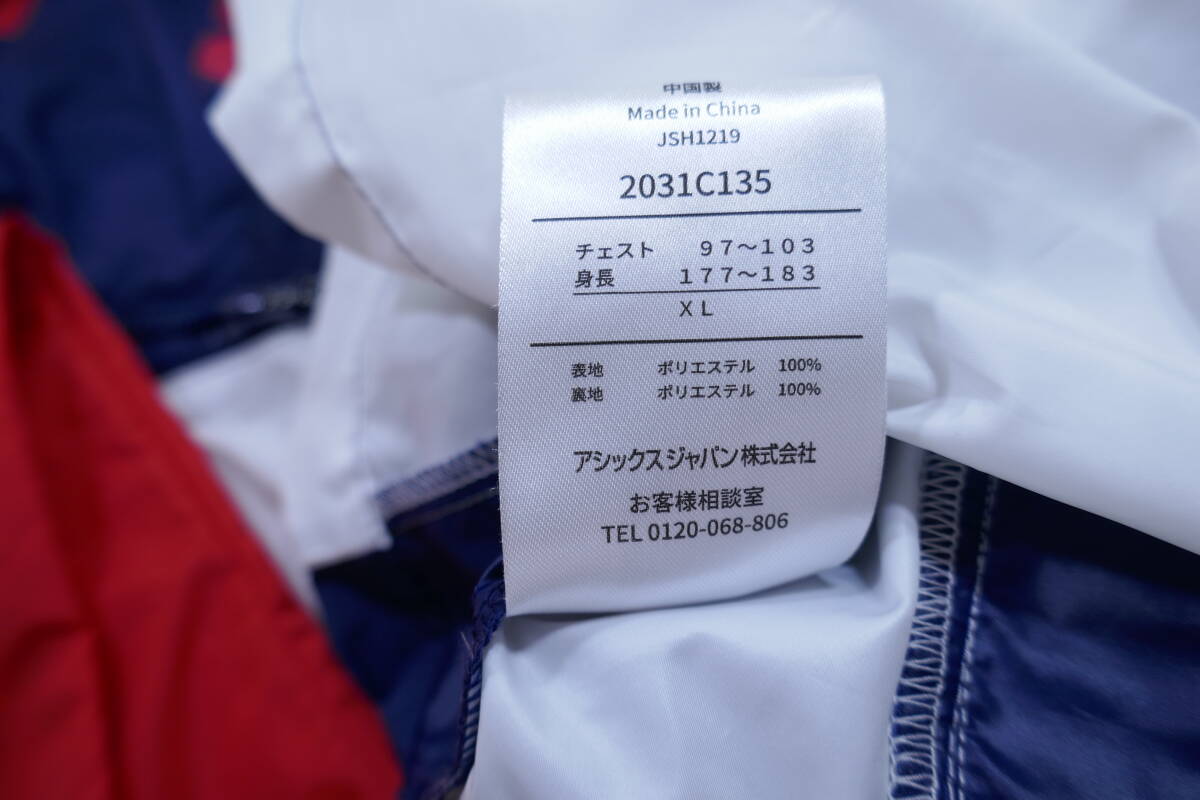 中国製
Made in China
JSH1219
2031C135
チェスト 97～103
身長 177～183
XL
表地 ポリエステル 100%
裏地 ポリエステル 100%
アシックスジャパン株式会社
お客様相談室
TEL 0120-068-806